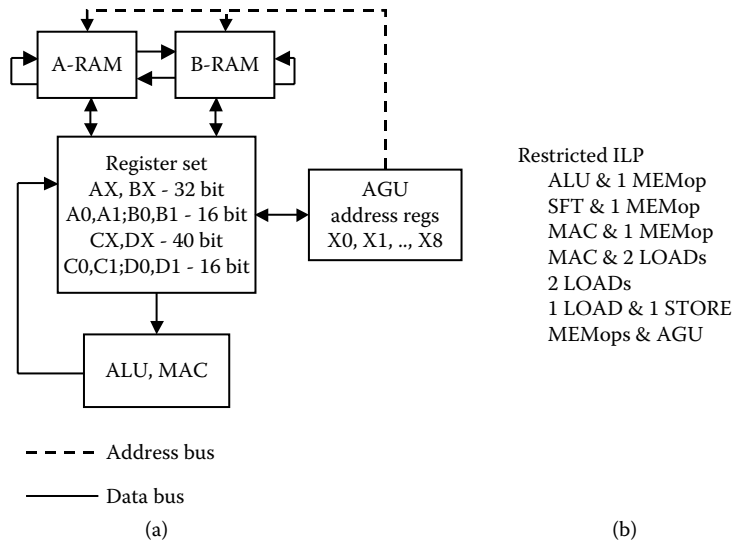 A-RAM
B-RAM
Register set
AX, BX - 32 bit
A0,A1;B0,B1 - 16 bit
CX,DX - 40 bit
C0,C1;D0,D1 - 16 bit
AGU
address regs
X0, X1, .., X8
ALU, MAC
Address bus
Data bus
(a)
Restricted ILP
ALU & 1 MEMop
SFT & 1 MEMop
MAC & 1 MEMop
MAC & 2 LOADs
2 LOADs
1 LOAD & 1 STORE
MEMops & AGU
(b)